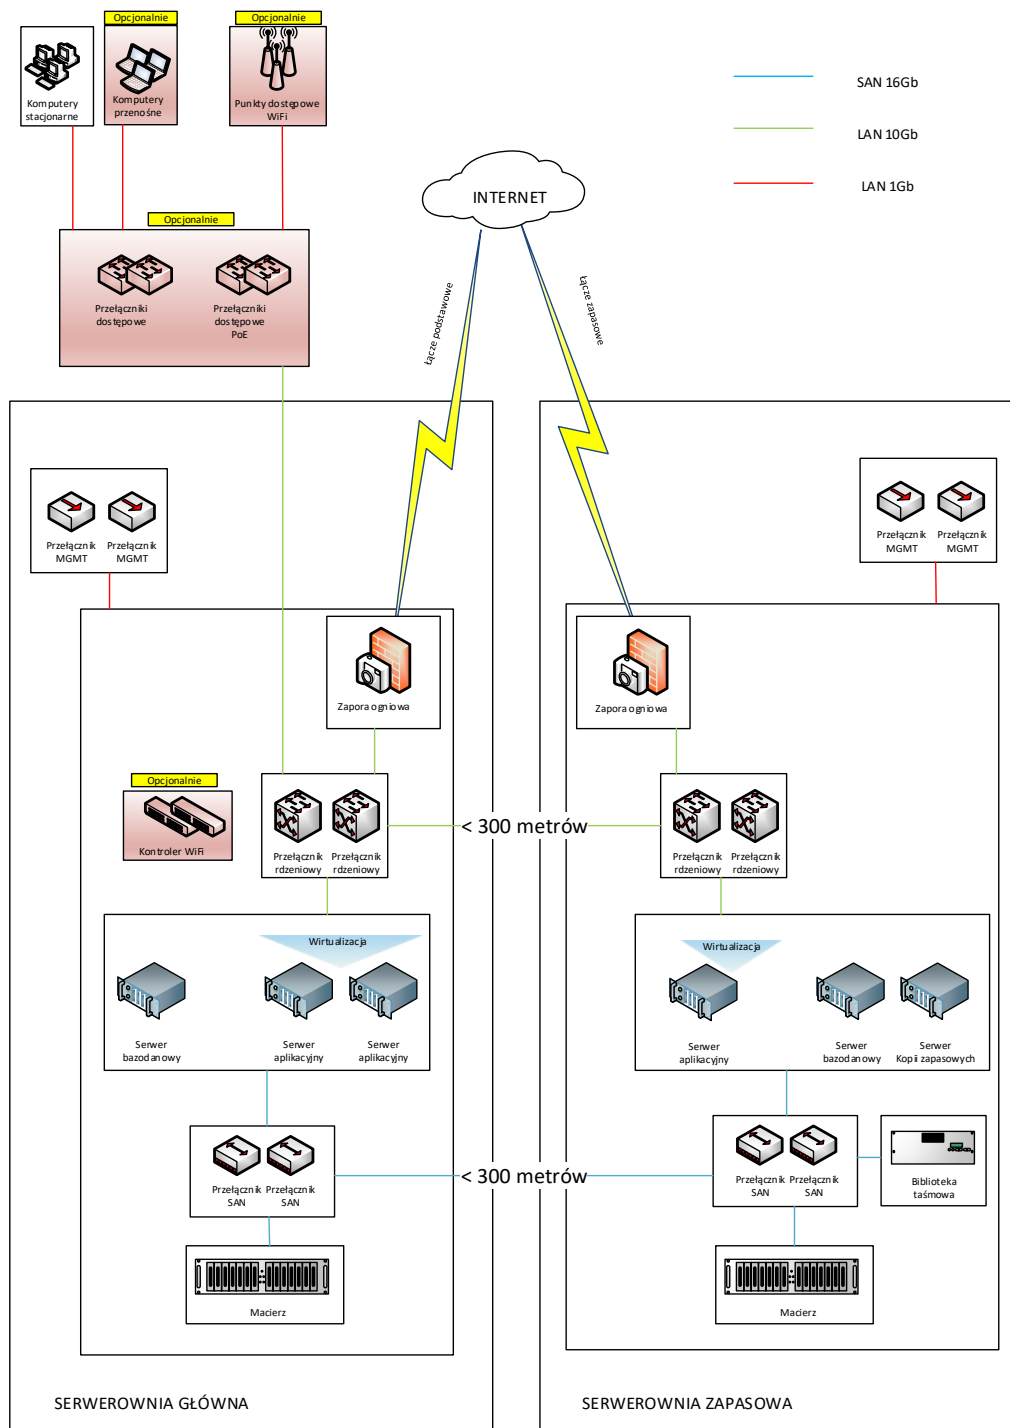 Opcjonalnie
Opcjonalnie
Komputery
stacjonarne
Komputery
przenośne
Punkty dostępowe
WiFi
SAN 16Gb
LAN 10Gb
LAN 1Gb
INTERNET
Opcjonalnie
Przełączniki
dostępowe
Przełączniki
dostępowe
PoE
Łącze podstawowe
Łącze zapasowe
Przełącznik
MGMT
Przełącznik
MGMT
Przełącznik
MGMT
Przełącznik
MGMT
Zapora ogniowa
Zapora ogniowa
Opcjonalnie
Kontroler WiFi
Przełącznik
rdzeniowy
Przełącznik
rdzeniowy
< 300 metrów
Przełącznik
rdzeniowy
Przełącznik
rdzeniowy
Wirtualizacja
Serwer
bazodanowy
Serwer
aplikacyjny
Serwer
aplikacyjny
Wirtualizacja
Serwer
aplikacyjny
Serwer
bazodanowy
Serwer
Kopii zapasowych
Przełącznik
SAN
Przełącznik
SAN
< 300 metrów
Przełącznik
SAN
Przełącznik
SAN
Biblioteka
taśmowa
Macierz
Macierz
SERWEROWNIA GŁÓWNA
SERWEROWNIA ZAPASOWA